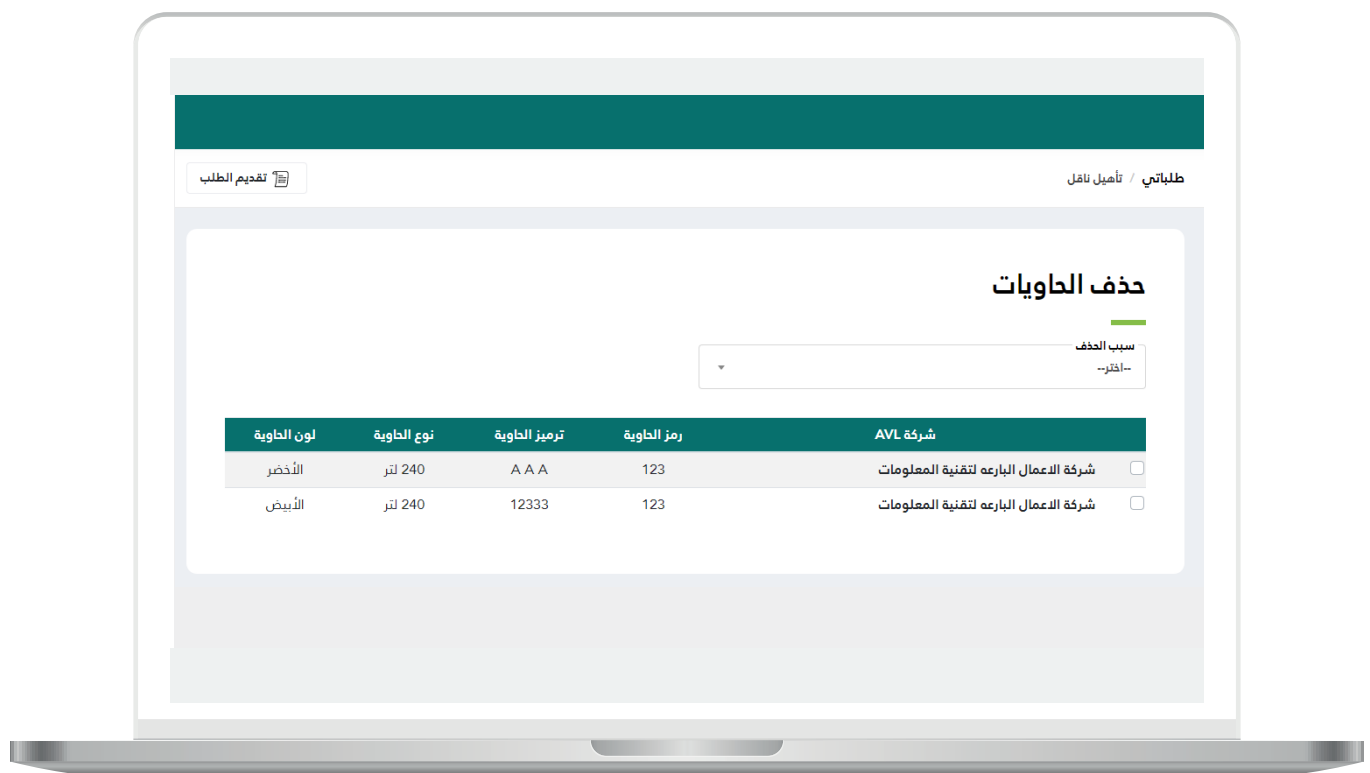 طلباتي / تأهيل ناقل
تقديم الطلب
حذف الحاويات
سبب الحذف
--اختر--
شركة AVL رمز الحاوية ترميز الحاوية نوع الحاوية لون الحاوية
شركة الاعمال البارعه لتقنية المعلومات 123 A A A 240 لتر الأخضر
شركة الاعمال البارعه لتقنية المعلومات 123 12333 240 لتر الأبيض